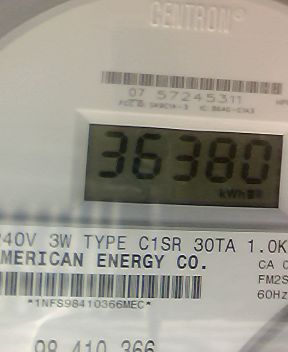 CENTRON®
07 57245311
36380
kWh
240V 3W TYPE C1SR 30TA 1.0K
AMERICAN ENERGY CO.
CA 0
FM2S
60Hz
*1NFS98410366MEC*
98 410 366